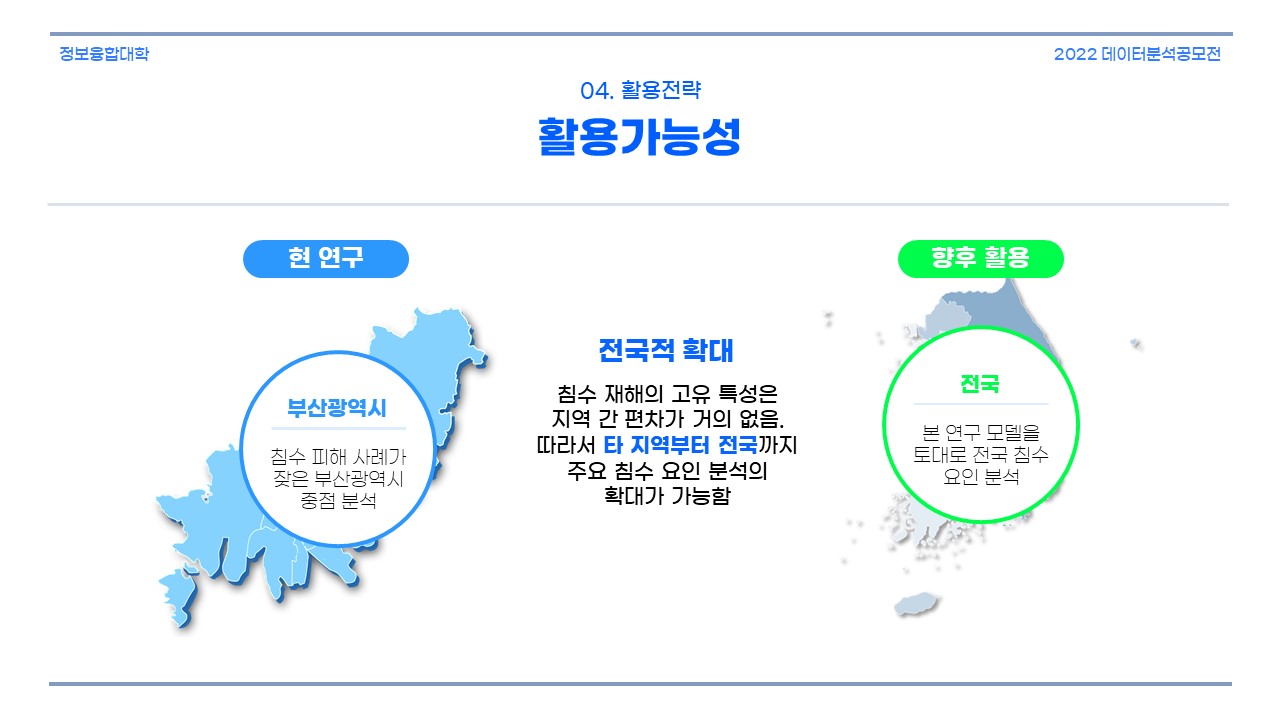 정보융합대학
2022 데이터분석공모전
04. 활용전략
활용가능성
현 연구
부산광역시
침수 피해 사례가
잦은 부산광역시
중점 분석
전국적 확대
침수 재해의 고유 특성은
지역 간 편차가 거의 없음.
따라서 타 지역부터 전국까지
주요 침수 요인 분석의
확대가 가능함
향후 활용
전국
본 연구 모델을
토대로 전국 침수
요인 분석